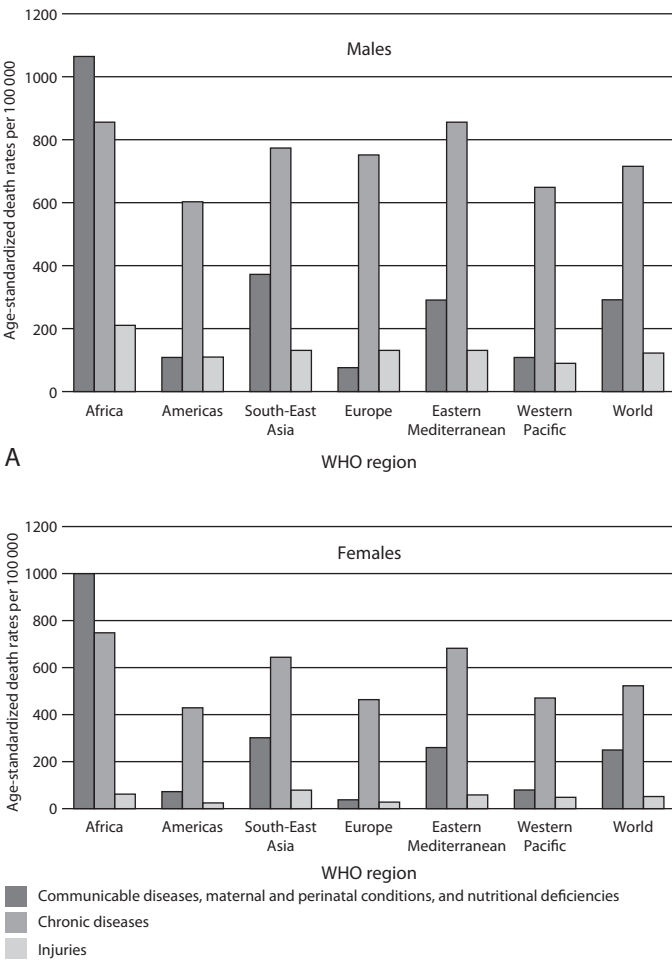 Age-standardized death rates per 100 000
1200
1000
800
600
400
200
0
Males
Africa
Americas
South-East
Asia
Europe
Eastern
Mediterranean
Western
Pacific
World
A
WHO region
Age-standardized death rates per 100 000
1200
1000
800
600
400
200
0
Females
Africa
Americas
South-East
Asia
Europe
Eastern
Mediterranean
Western
Pacific
World
WHO region
Communicable diseases, maternal and perinatal conditions, and nutritional deficiencies
Chronic diseases
Injuries